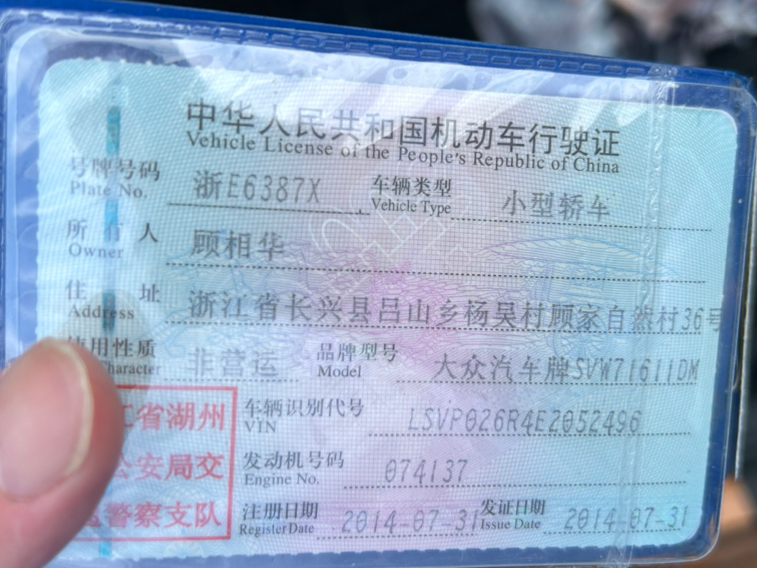 中华人民共和国机动车行驶证
Vehicle License of the People's Republic of China
号牌号码 浙E6387X 车辆类型 小型轿车
Plate No. Vehicle Type
所有人 顾相华
Owner
住址 浙江省长兴县吕山乡杨吴村顾家自然村36号
Address
使用性质 非营运 品牌型号 大众汽车牌SVW71611DM
Character Model
江省湖州 车辆识别代号 LSVP026R4E2052496
VIN
公安局交 发动机号码 074137
Engine No.
警察支队 注册日期 2014-07-31 发证日期 2014-07-31
Register Date Issue Date